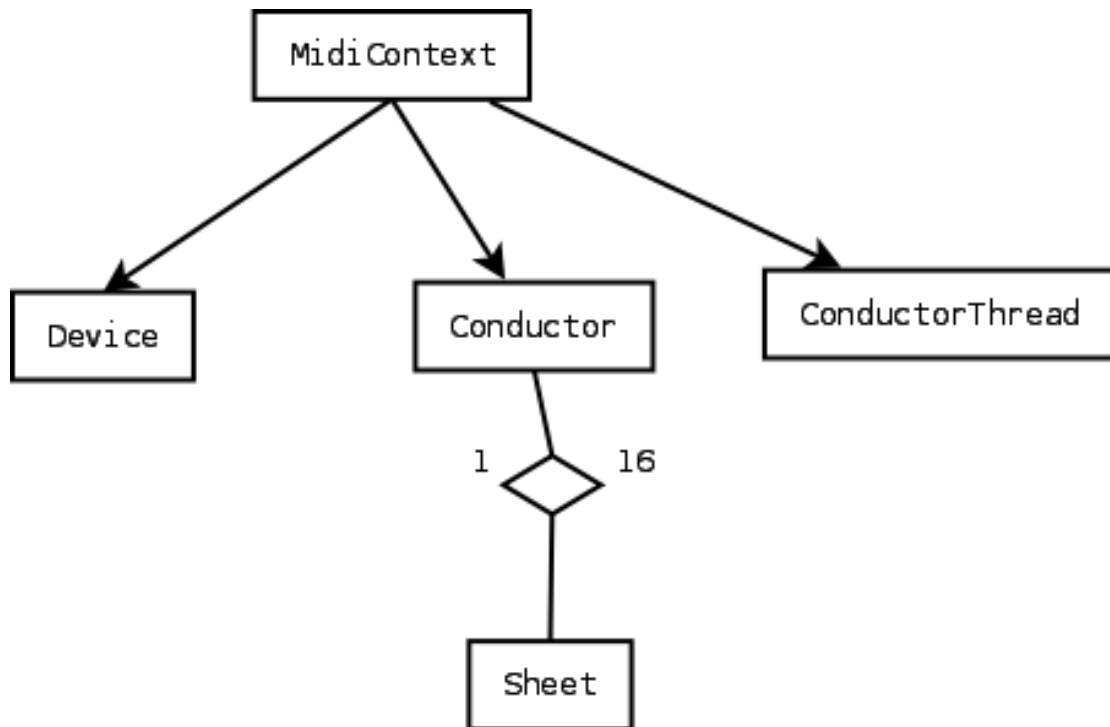 MidiContext
Device
Conductor
ConductorThread
1
16
Sheet